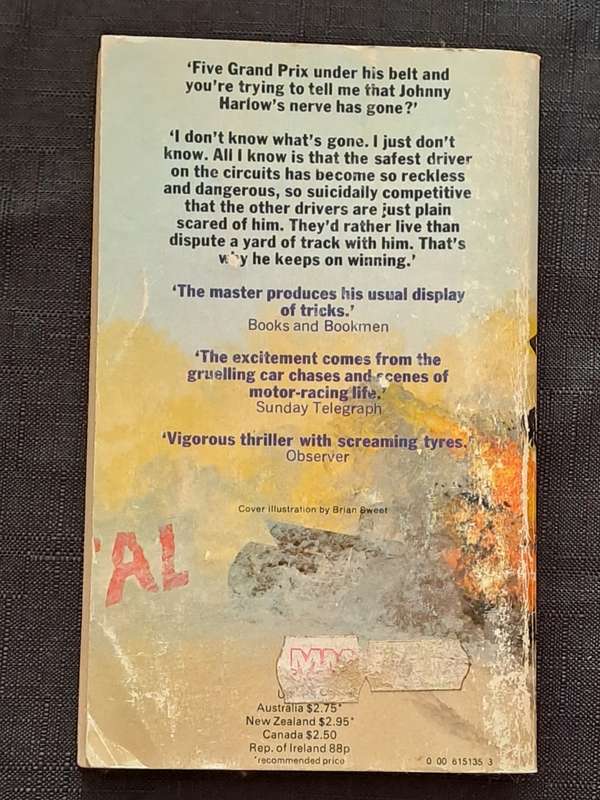 ‘Five Grand Prix under his belt and
you’re trying to tell me that Johnny
Harlow’s nerve has gone?’
‘I don’t know what’s gone. I just don’t
know. All I know is that the safest driver
on the circuits has become so reckless
and dangerous, so suicidally competitive
that the other drivers are just plain
scared of him. They’d rather live than
dispute a yard of track with him. That’s
why he keeps on winning.’
‘The master produces his usual display
of tricks.’
Books and Bookmen
‘The excitement comes from the
gruelling car chases and scenes of
motor-racing life.’
Sunday Telegraph
‘Vigorous thriller with screaming tyres.’
Observer
Cover illustration by Brian Sweet
'AL
Australia $2.75*
New Zealand $2.95*
Canada $2.50
Rep. of Ireland 88p
*recommended price
0 00 615135 3